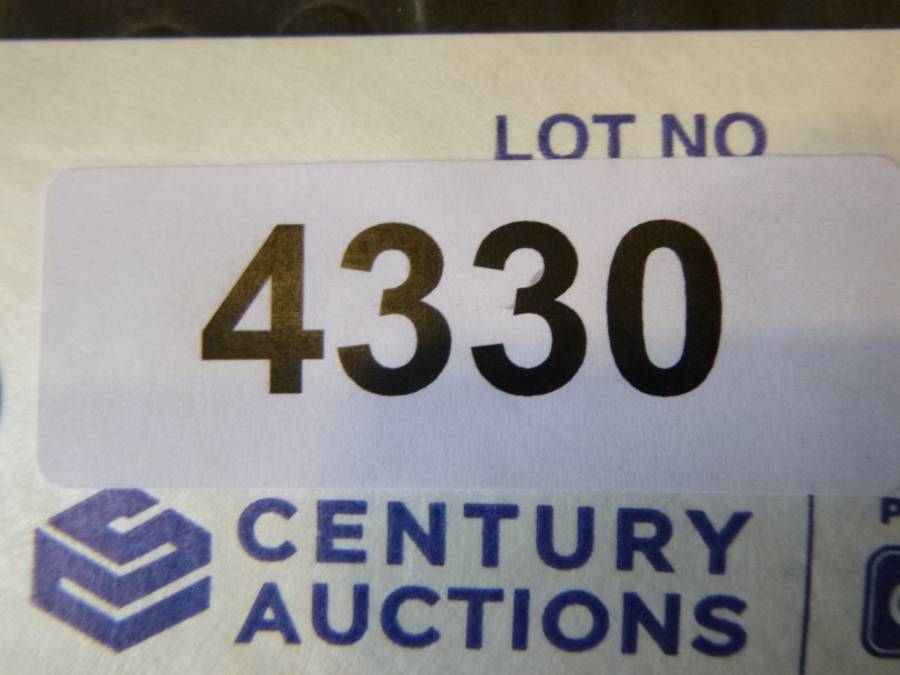 LOT NO
4330
CENTURY
AUCTIONS